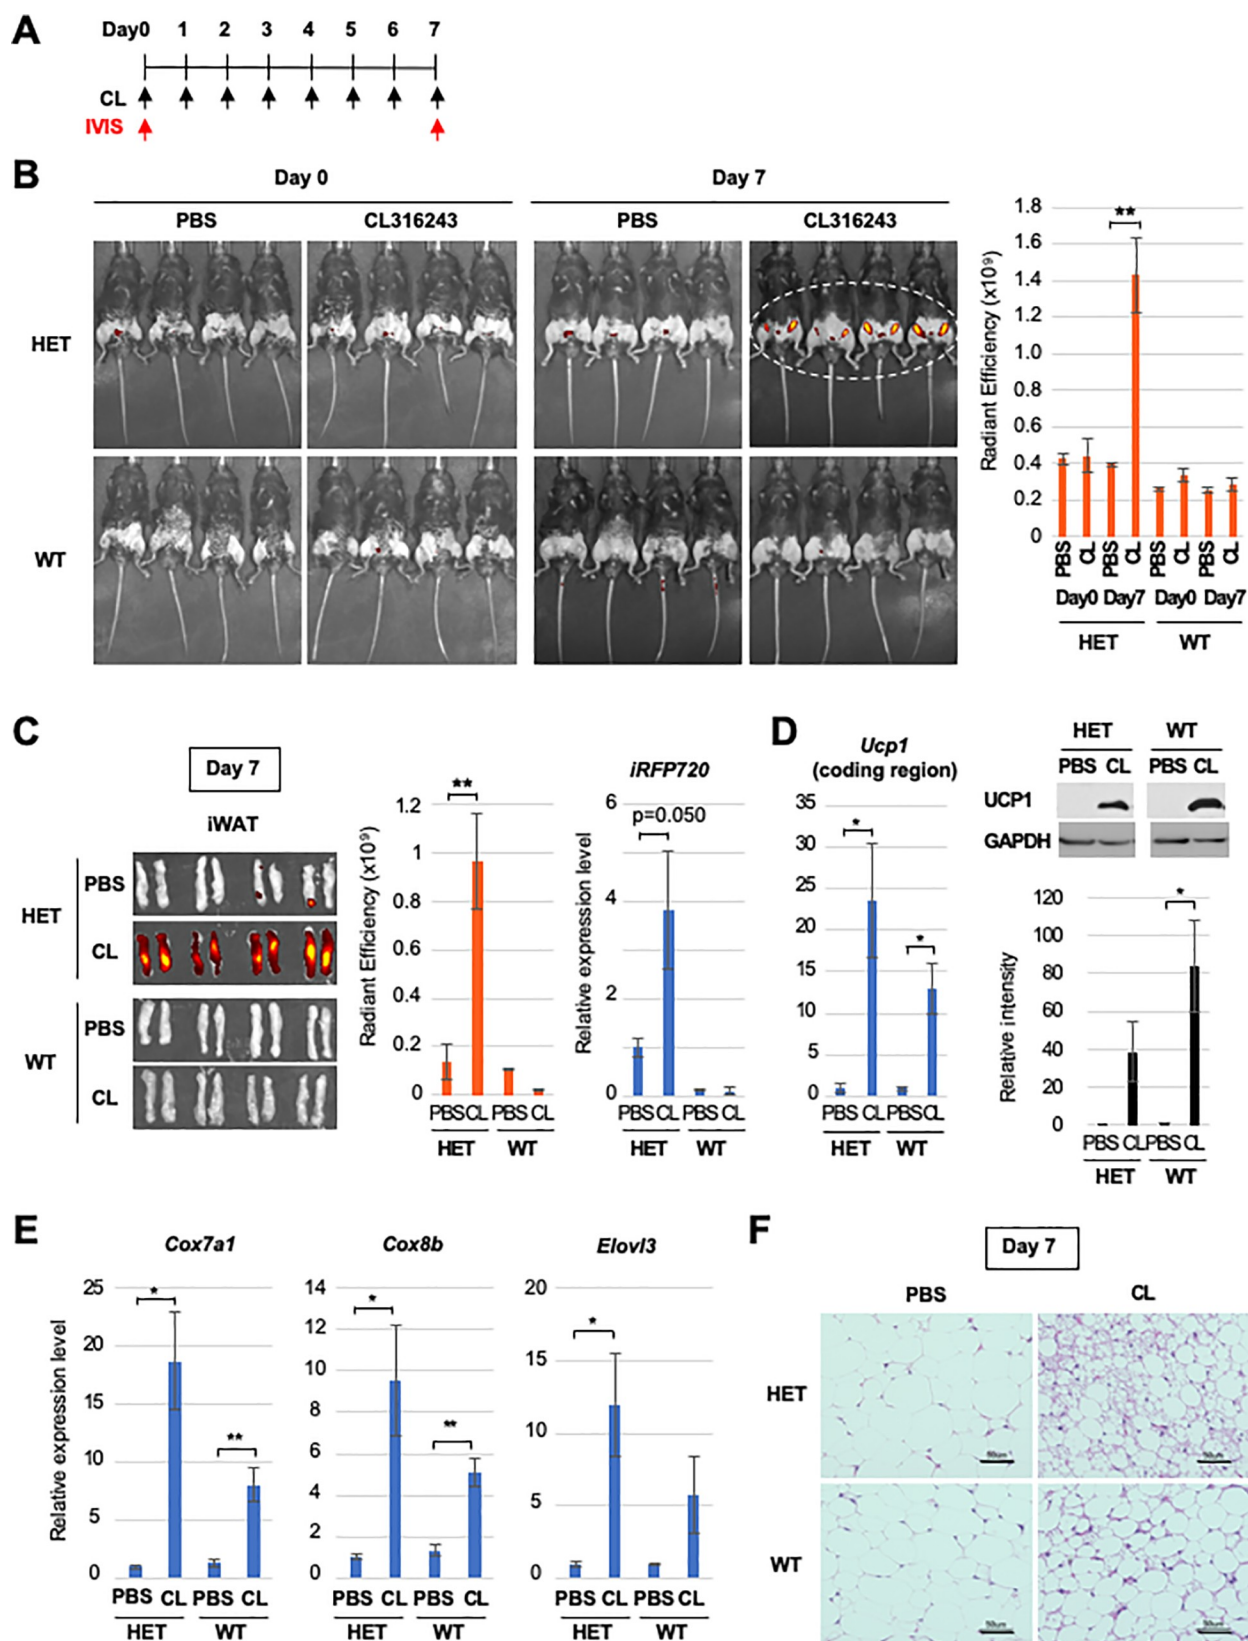 A
Day0 1 2 3 4 5 6 7
CL
IVIS
B
Day 0
Day 7
PBS
CL316243
PBS
CL316243
HET
WT
Radiant Efficiency (x10⁹)
1.8
1.6
1.4
1.2
1.0
0.8
0.6
0.4
0.2
0
**
PBS CL PBS CL PBS CL PBS CL
Day0 Day7 Day0 Day7
HET WT
C
Day 7
iWAT
HET
PBS
CL
WT
PBS
CL
Radiant Efficiency (x10⁹)
1.2
1
0.8
0.6
0.4
0.2
0
**
PBS CL PBS CL
HET WT
iRFP720
Relative expression level
6
4
2
0
p=0.050
PBS CL PBS CL
HET WT
D
Ucp1
(coding region)
35
30
25
20
15
10
5
0
*
*
PBS CL PBS CL
HET WT
HET WT
PBS CL PBS CL
UCP1
GAPDH
Relative intensity
120
100
80
60
40
20
0
*
PBS CL PBS CL
HET WT
E
Cox7a1
Relative expression level
25
20
15
10
5
0
*
**
PBS CL PBS CL
HET WT
Cox8b
14
12
10
8
6
4
2
0
*
**
PBS CL PBS CL
HET WT
Elovl3
20
15
10
5
0
*
PBS CL PBS CL
HET WT
F
Day 7
PBS CL
HET
50um
50um
WT
50um
50um